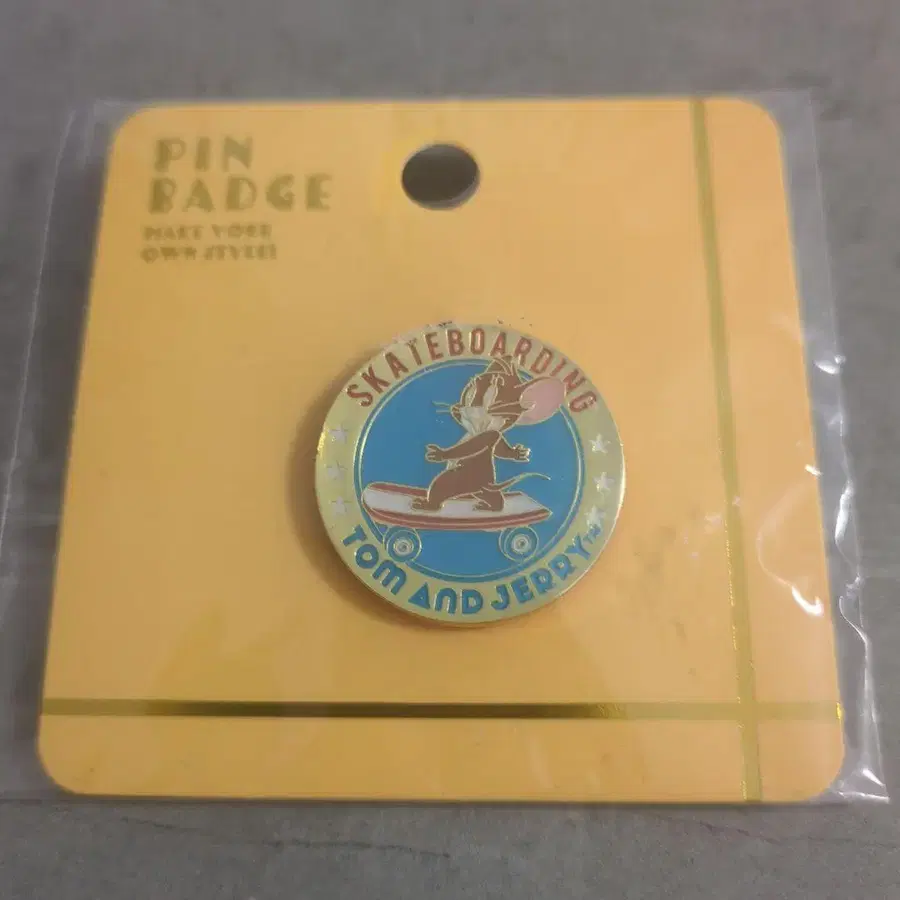 PIN
BADGE
MAKE YOUR
OWN STYLE!
SKATEBOARDING
TOM AND JERRY™